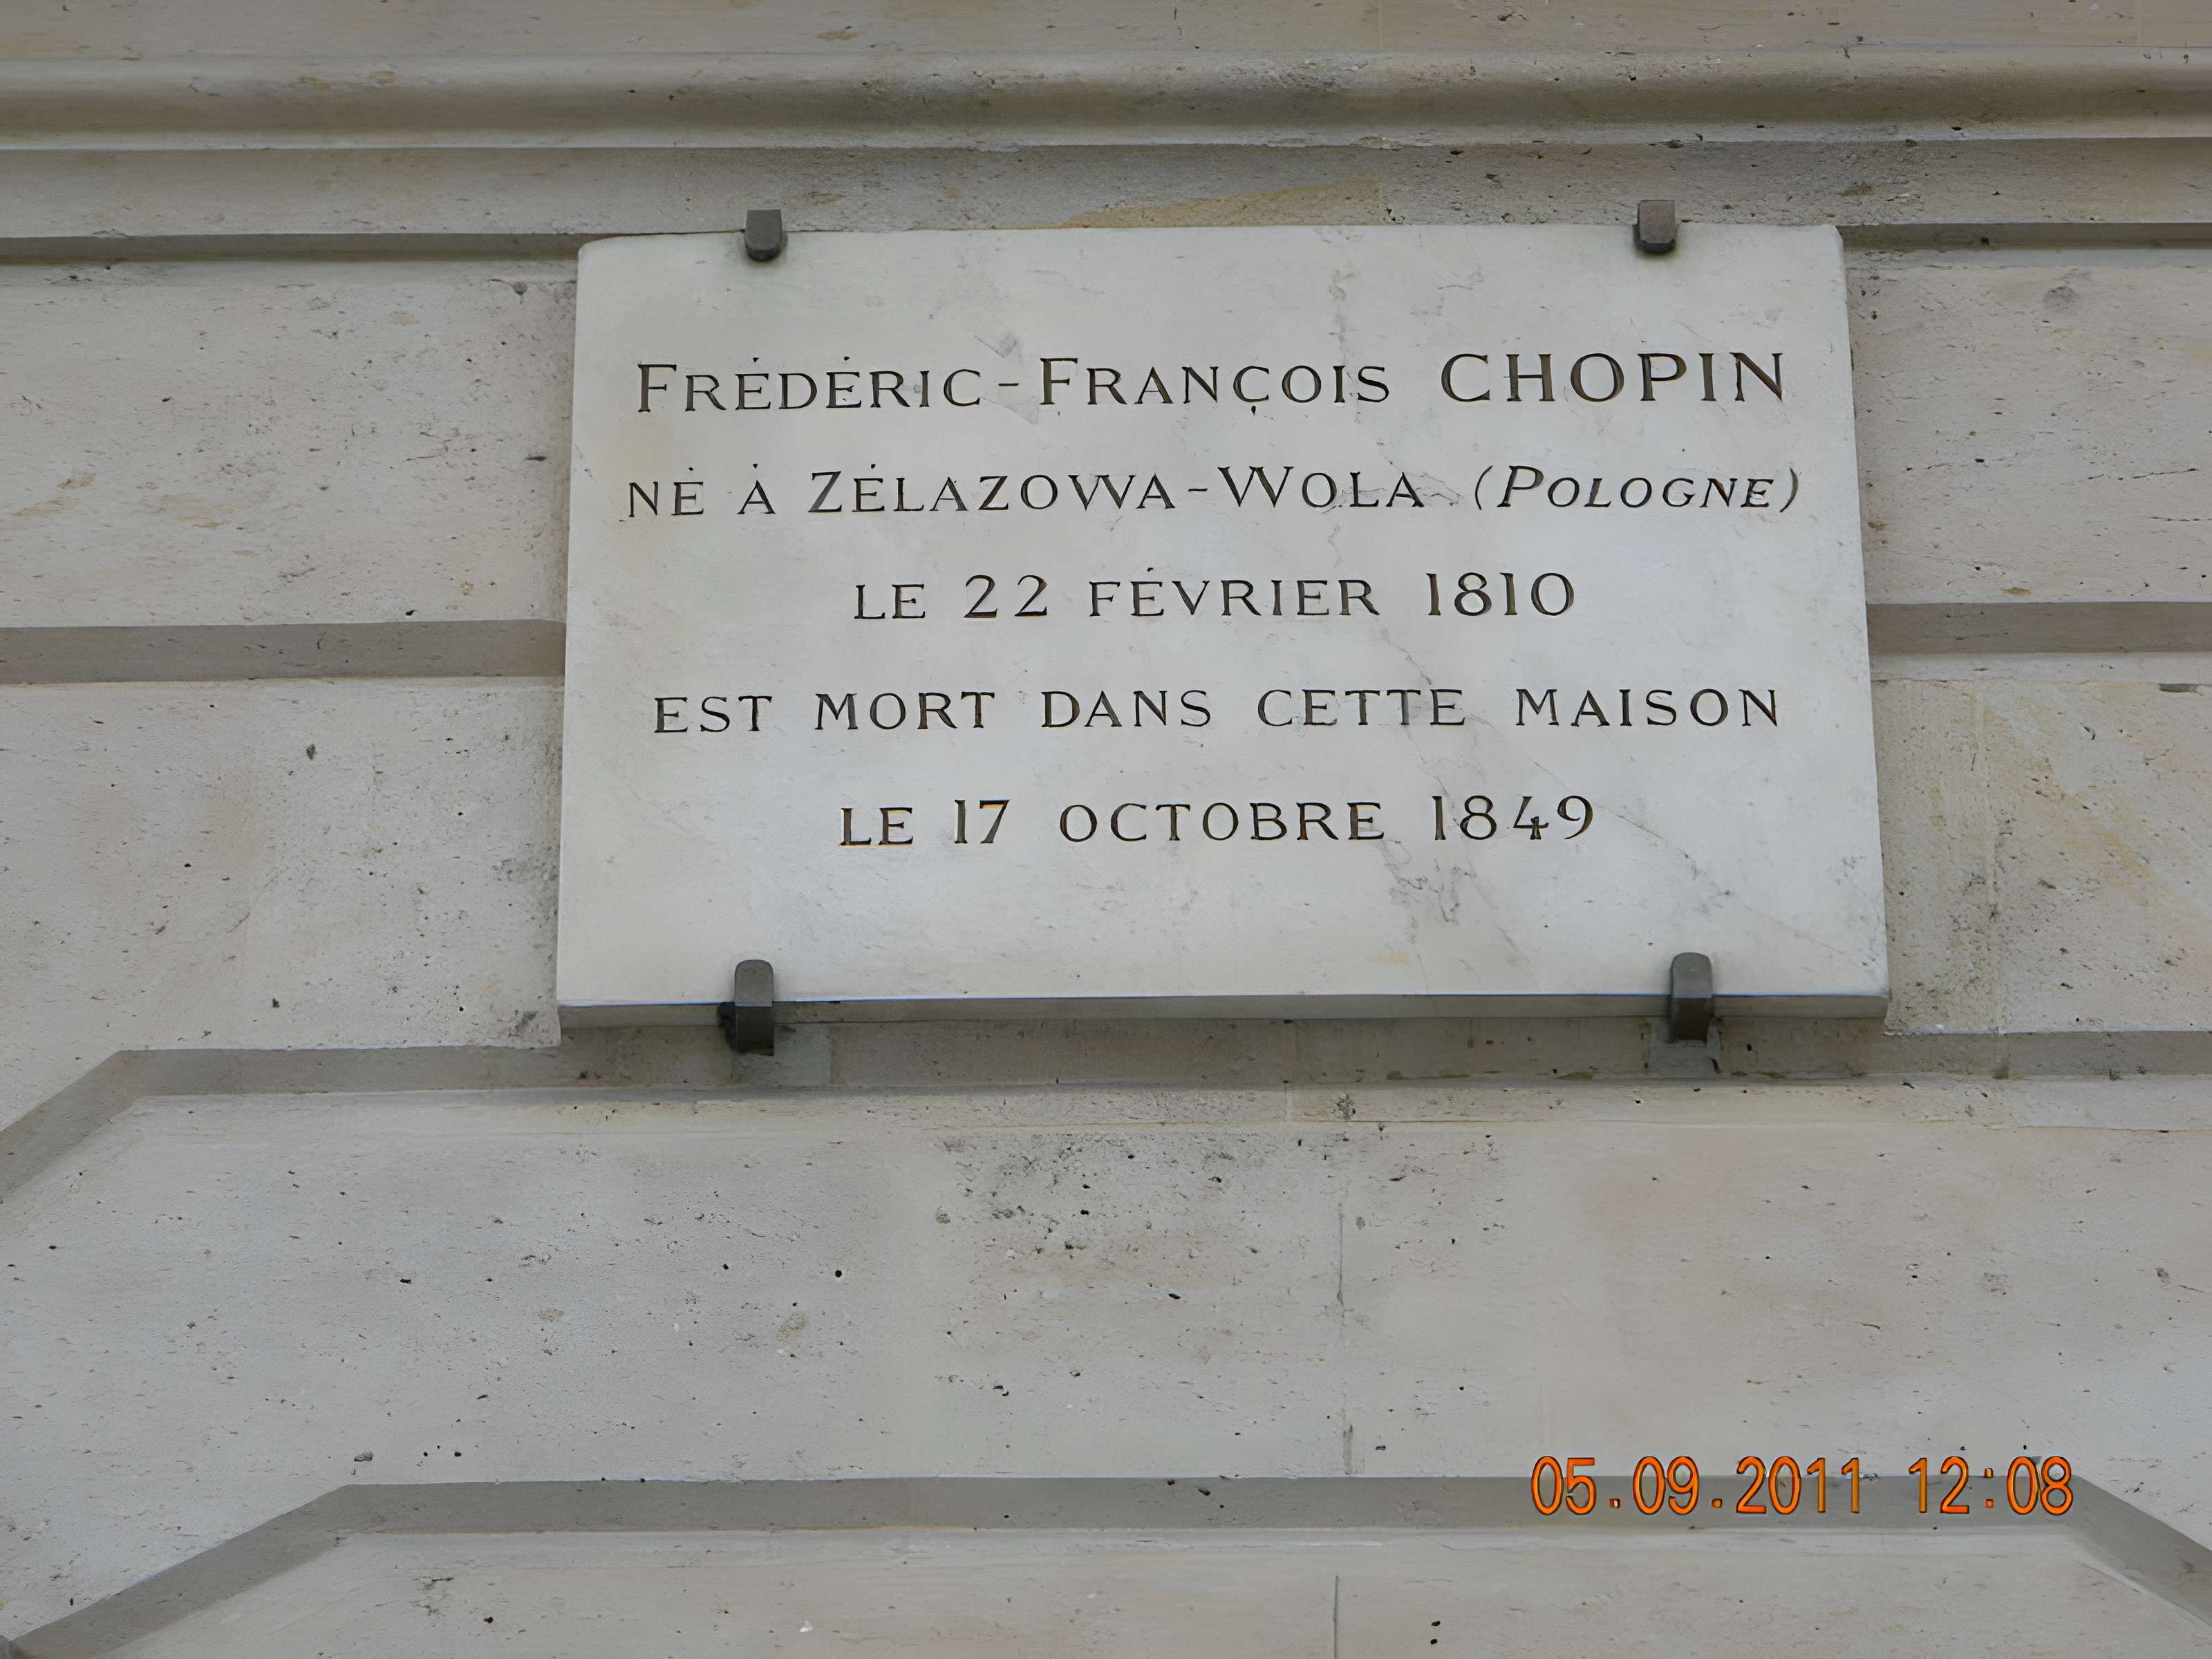 FRÉDÉRIC-FRANÇOIS CHOPIN
NÉ À ZÉLAZOWA-WOLA (POLOGNE)
LE 22 FÉVRIER 1810
EST MORT DANS CETTE MAISON
LE 17 OCTOBRE 1849
05.09.2011 12:08